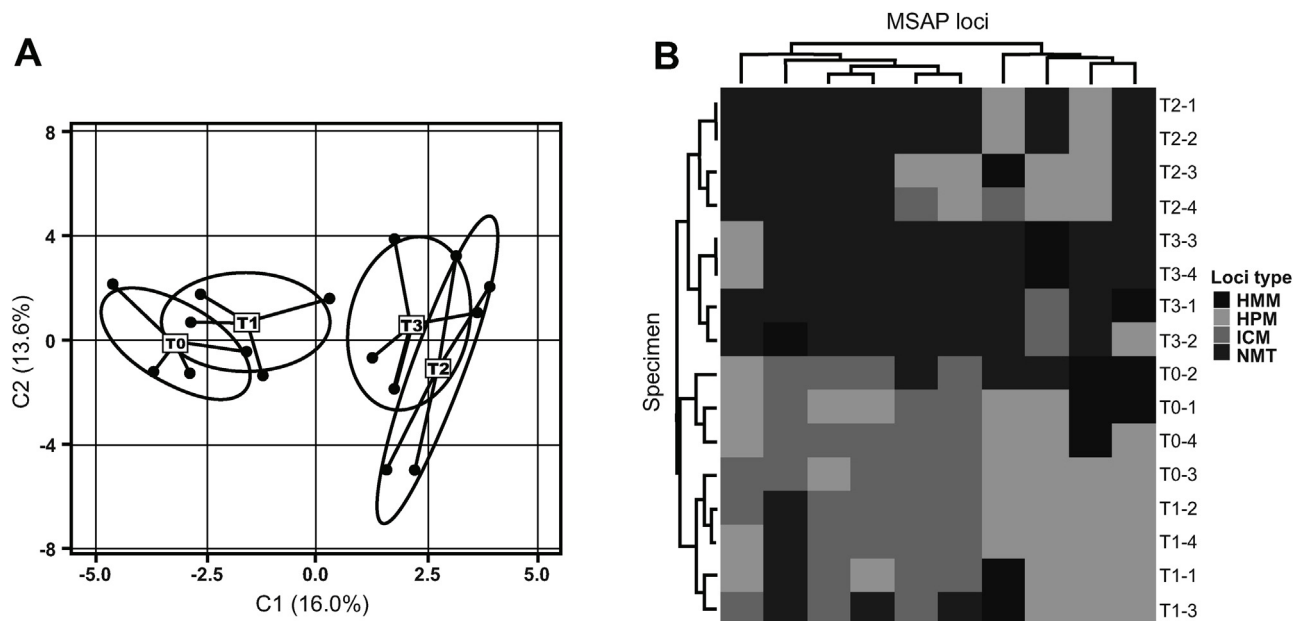 A
8
4
0
-4
-8
C2 (13.6%)
T0
T1
T3
T2
-5.0 -2.5 0.0 2.5 5.0
C1 (16.0%)
B
MSAP loci
Specimen
T2-1
T2-2
T2-3
T2-4
T3-3
T3-4
T3-1
T3-2
T0-2
T0-1
T0-4
T0-3
T1-2
T1-4
T1-1
T1-3
Loci type
HMM
HPM
ICM
NMT